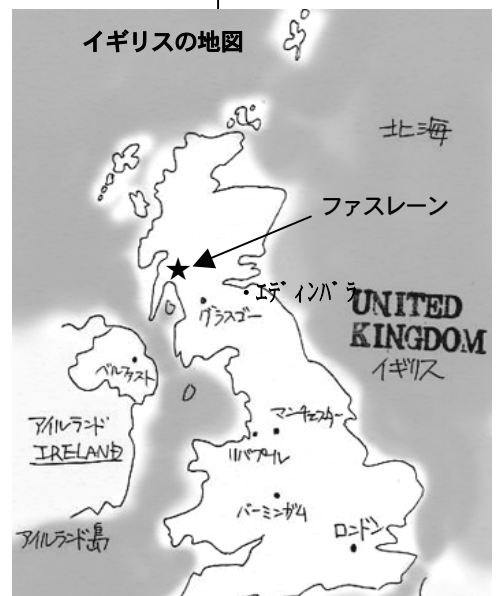 イギリスの地図
北海
ファスレーン
エディンバラ
グラスゴー
UNITED
KINGDOM
イギリス
ベルファスト
アイルランド
IRELAND
マンチェスター
リバプール
バーミンガム
ロンドン
アイルランド島